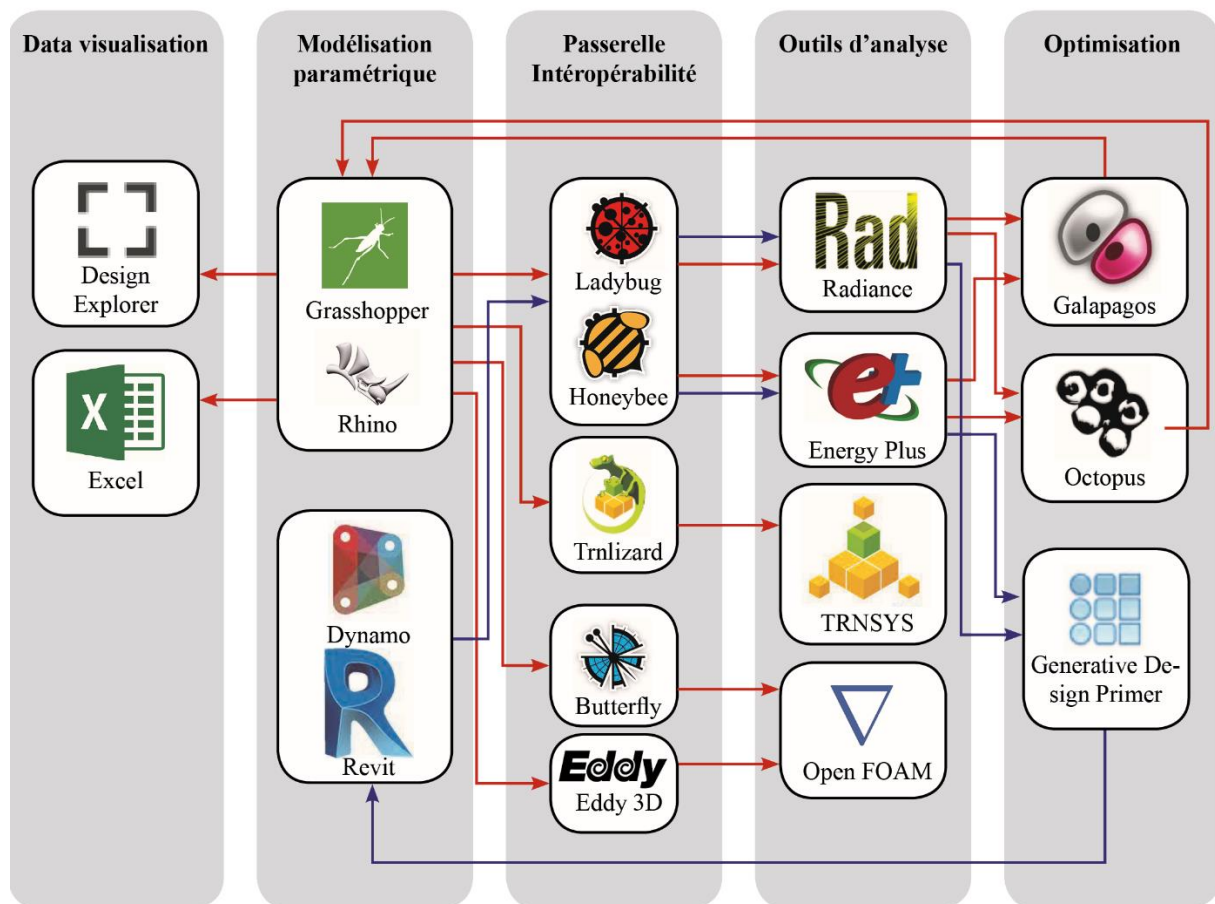 Data visualisation
Modélisation
paramétrique
Passerelle
Intéropérabilité
Outils d'analyse
Optimisation
Design
Explorer
X
Excel
Grasshopper
Rhino
Dynamo
R
Revit
Ladybug
Honeybee
Trnlizard
Butterfly
Eddy
Eddy 3D
Rad
Radiance
e+
Energy Plus
TRNSYS
Open FOAM
Galapagos
Octopus
Generative De-
sign Primer